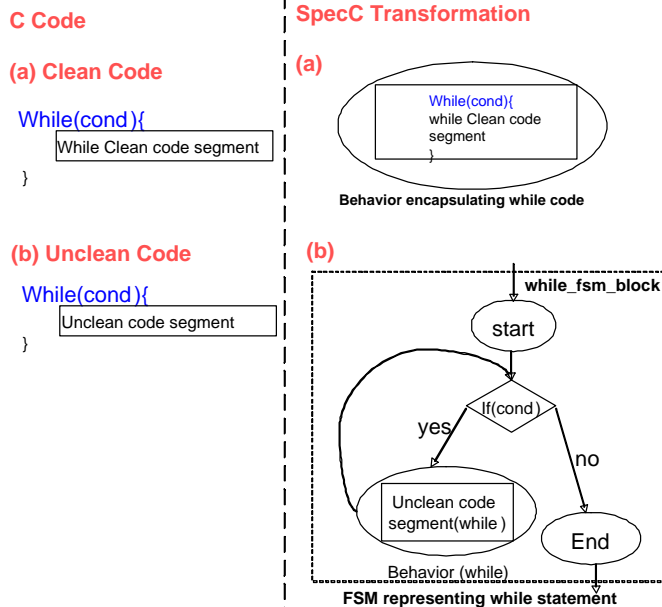 C Code
(a) Clean Code
While(cond){
While Clean code segment
}
(b) Unclean Code
While(cond){
Unclean code segment
}
SpecC Transformation
(a)
While(cond){
while Clean code
segment
}
Behavior encapsulating while code
(b)
while_fsm_block
start
If(cond)
yes
no
Unclean code
segment(while)
End
Behavior (while)
FSM representing while statement